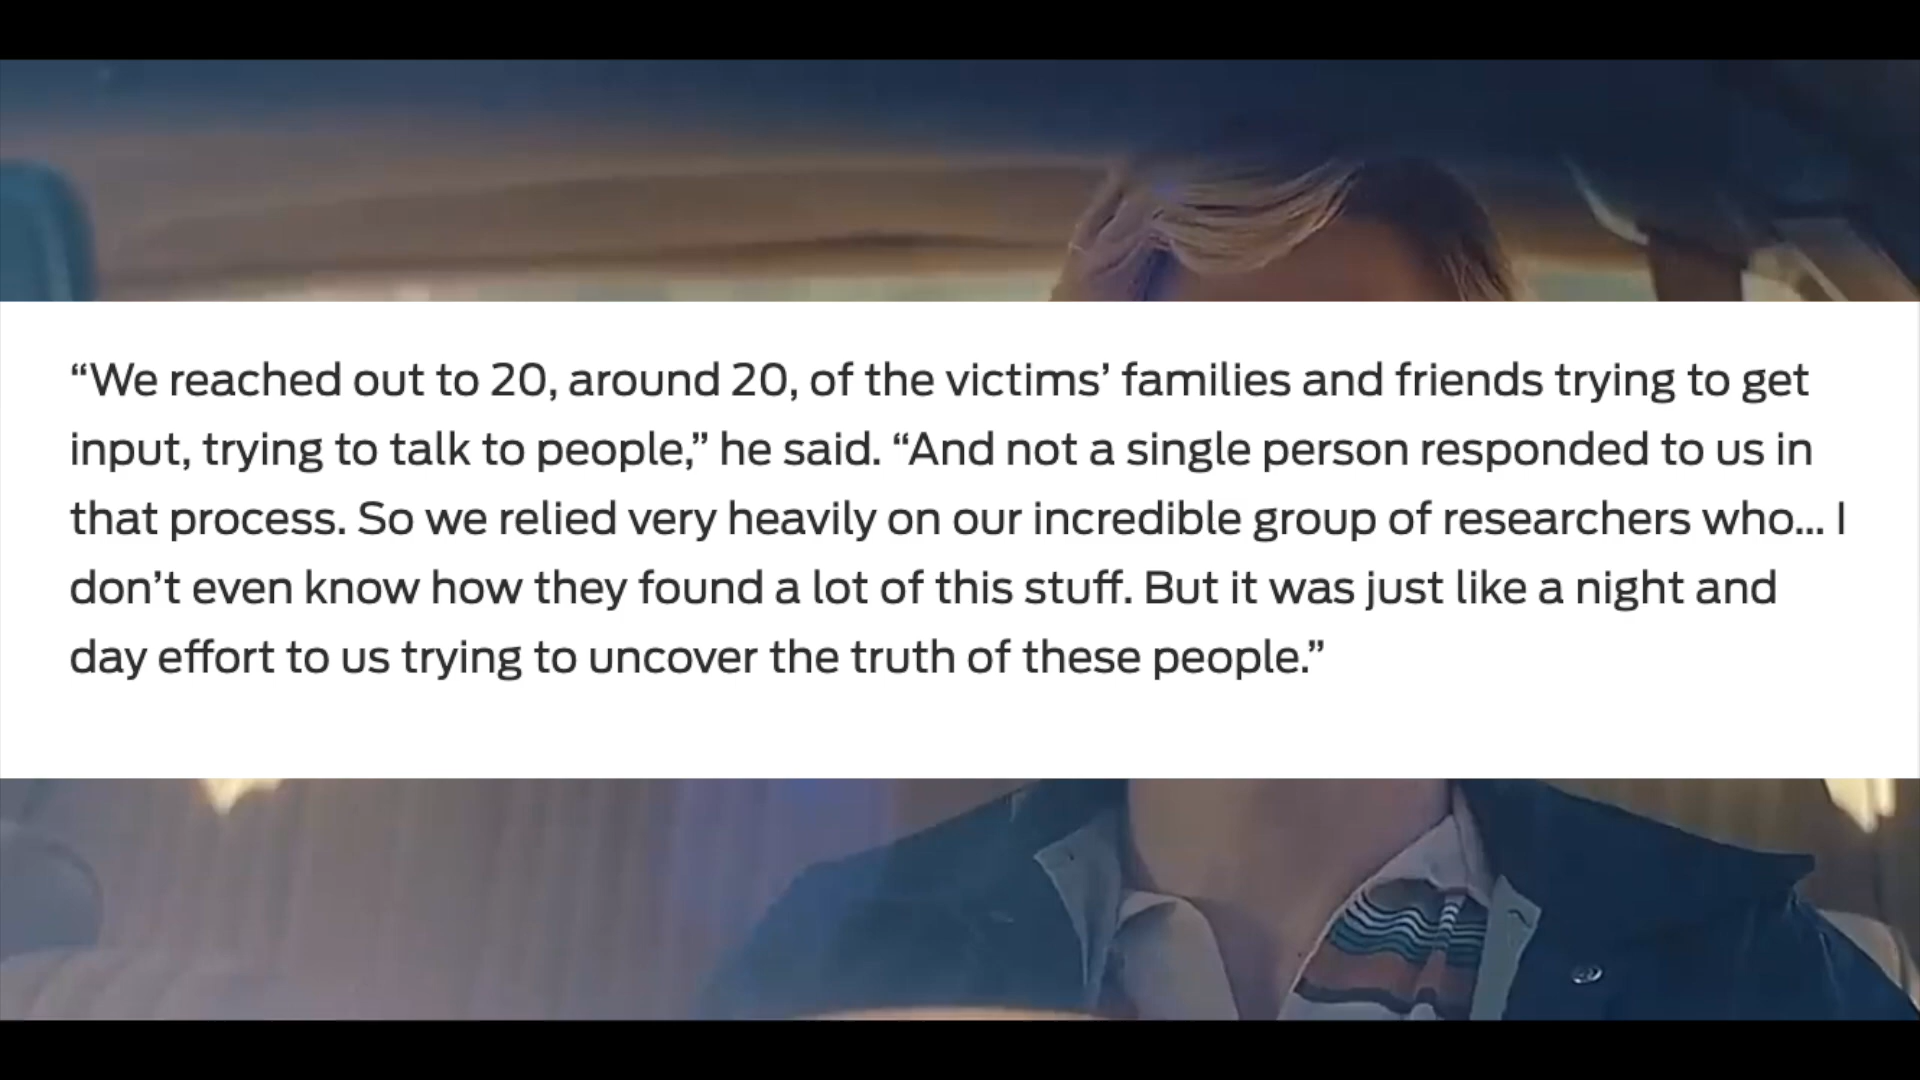 “We reached out to 20, around 20, of the victims’ families and friends trying to get
input, trying to talk to people,” he said. “And not a single person responded to us in
that process. So we relied very heavily on our incredible group of researchers who... I
don’t even know how they found a lot of this stuff. But it was just like a night and
day effort to us trying to uncover the truth of these people.”